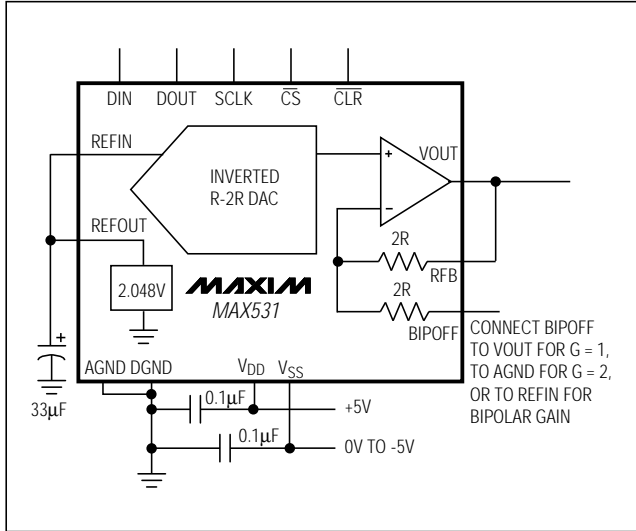 DIN DOUT SCLK CS CLR
REFIN
VOUT
+
INVERTED
R-2R DAC
−
REFOUT
2R
RFB
2.048V
MAXIM
MAX531
2R
BIPOFF
CONNECT BIPOFF
TO VOUT FOR G = 1,
TO AGND FOR G = 2,
OR TO REFIN FOR
BIPOLAR GAIN
+
33µF
AGND DGND VDD VSS
0.1µF
+5V
0.1µF
0V TO -5V